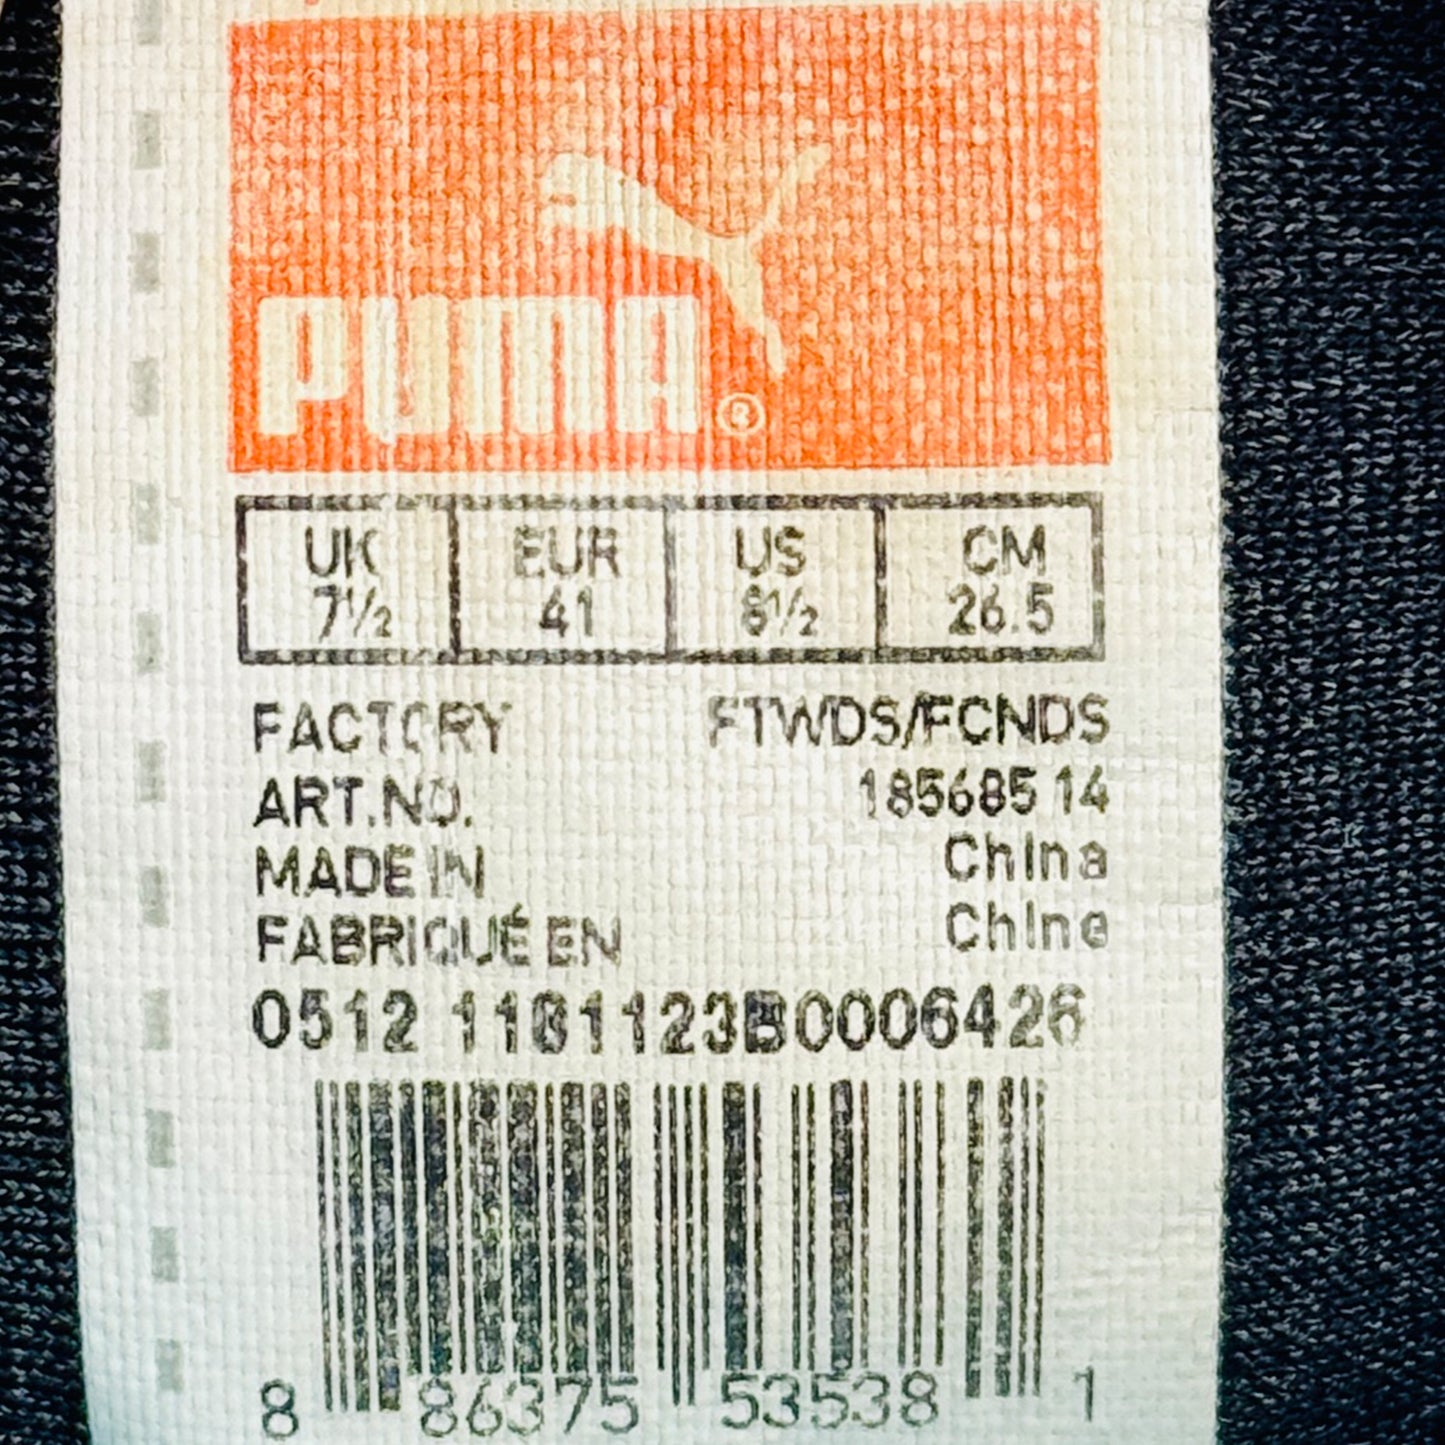 PUMA®
UK EUR US CM
7½ 41 8½ 26.5
FACTORY FTWDS/FCNDS
ART.NO. 185685 14
MADE IN China
FABRIQUÉ EN Chine
0512 1101123B0006426
8 86375 53538 1